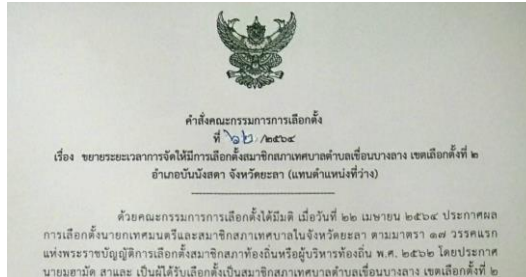 คำสั่งคณะกรรมการการเลือกตั้ง
ที่ ๖๒ /๒๕๖๔
เรื่อง ขยายระยะเวลาการจัดให้มีการเลือกตั้งสมาชิกสภาเทศบาลตำบลเขื่อนบางลาง เขตเลือกตั้งที่ ๒
อำเภอบันนังสตา จังหวัดยะลา (แทนตำแหน่งที่ว่าง)
ด้วยคณะกรรมการการเลือกตั้งได้มีมติ เมื่อวันที่ ๒๒ เมษายน ๒๕๖๔ ประกาศผล
การเลือกตั้งนายกเทศมนตรีและสมาชิกสภาเทศบาลในจังหวัดยะลา ตามมาตรา ๑๗ วรรคแรก
แห่งพระราชบัญญัติการเลือกตั้งสมาชิกสภาท้องถิ่นหรือผู้บริหารท้องถิ่น พ.ศ. ๒๕๖๒ โดยประกาศ
นายมฮามัด สาและ เป็นผู้ได้รับเลือกตั้งเป็นสมาชิกสภาเทศบาลตำบลเขื่อนบางลาง เขตเลือกตั้งที่ ๒